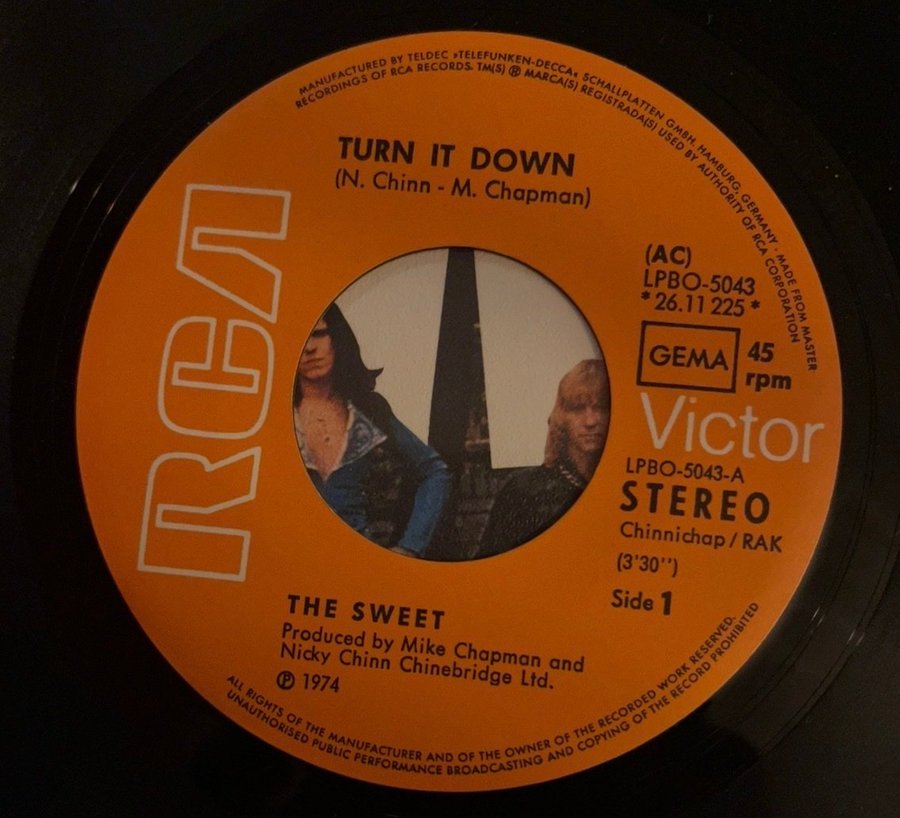 MANUFACTURED BY TELDEC »TELEFUNKEN-DECCA« SCHALLPLATTEN GMBH, HAMBURG, GERMANY · MADE FROM MASTER
RECORDINGS OF RCA RECORDS. TM(S) ® MARCA(S) REGISTRADA(S) USED BY AUTHORITY OF RCA CORPORATION
TURN IT DOWN
(N. Chinn - M. Chapman)
RCA
(AC)
LPBO-5043
*26.11 225*
GEMA
45
rpm
Victor
LPBO-5043-A
STEREO
Chinnichap / RAK
(3'30'')
Side 1
THE SWEET
Produced by Mike Chapman and
Nicky Chinn Chinebridge Ltd.
℗ 1974
ALL RIGHTS OF THE MANUFACTURER AND OF THE OWNER OF THE RECORDED WORK RESERVED.
UNAUTHORISED PUBLIC PERFORMANCE BROADCASTING AND COPYING OF THE RECORD PROHIBITED